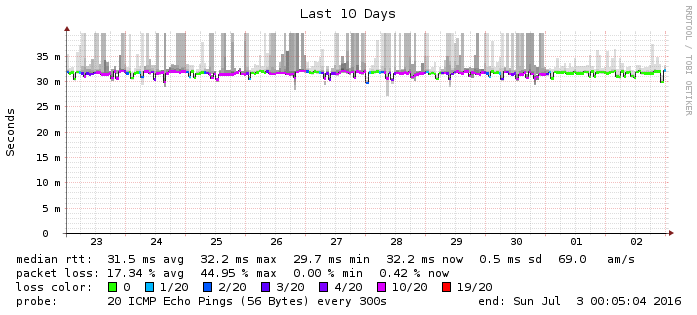 Last 10 Days
RRDTOOL / TOBI OETIKER
Seconds
35 m
30 m
25 m
20 m
15 m
10 m
5 m
0
23 24 25 26 27 28 29 30 01 02
median rtt: 31.5 ms avg 32.2 ms max 29.7 ms min 32.2 ms now 0.5 ms sd 69.0 am/s
packet loss: 17.34 % avg 44.95 % max 0.00 % min 0.42 % now
loss color: 0 1/20 2/20 3/20 4/20 10/20 19/20
probe: 20 ICMP Echo Pings (56 Bytes) every 300s end: Sun Jul 3 00:05:04 2016